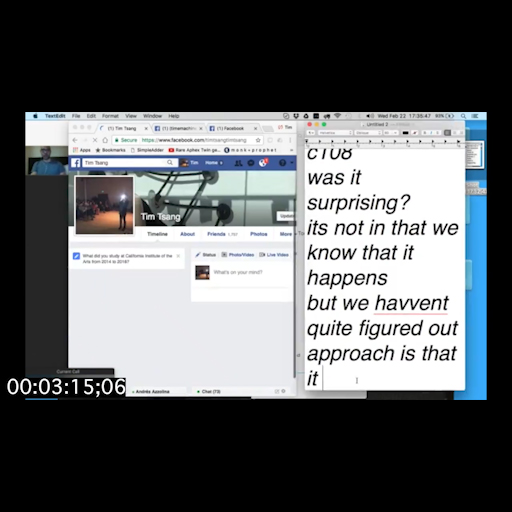 TextEdit File Edit Format View Window Help
Wed Feb 22 17:35:47
(1) Tim Tsang
(1) Facebook
Secure https://www.facebook.com/timtsangtimtsang
Apps Bookmarks SimpleAdder
Tim Tsang
Tim Home
Tim Tsang
Timeline About Friends Photos More
What did you study at California Institute of the
Arts from 2014 to 2016?
Status Photo/Video Live Video
What's on your mind?
Chat (73)
Untitled 2
c108
was it
surprising?
its not in that we
know that it
happens
but we havvent
quite figured out
approach is that
it
00:03:15;06